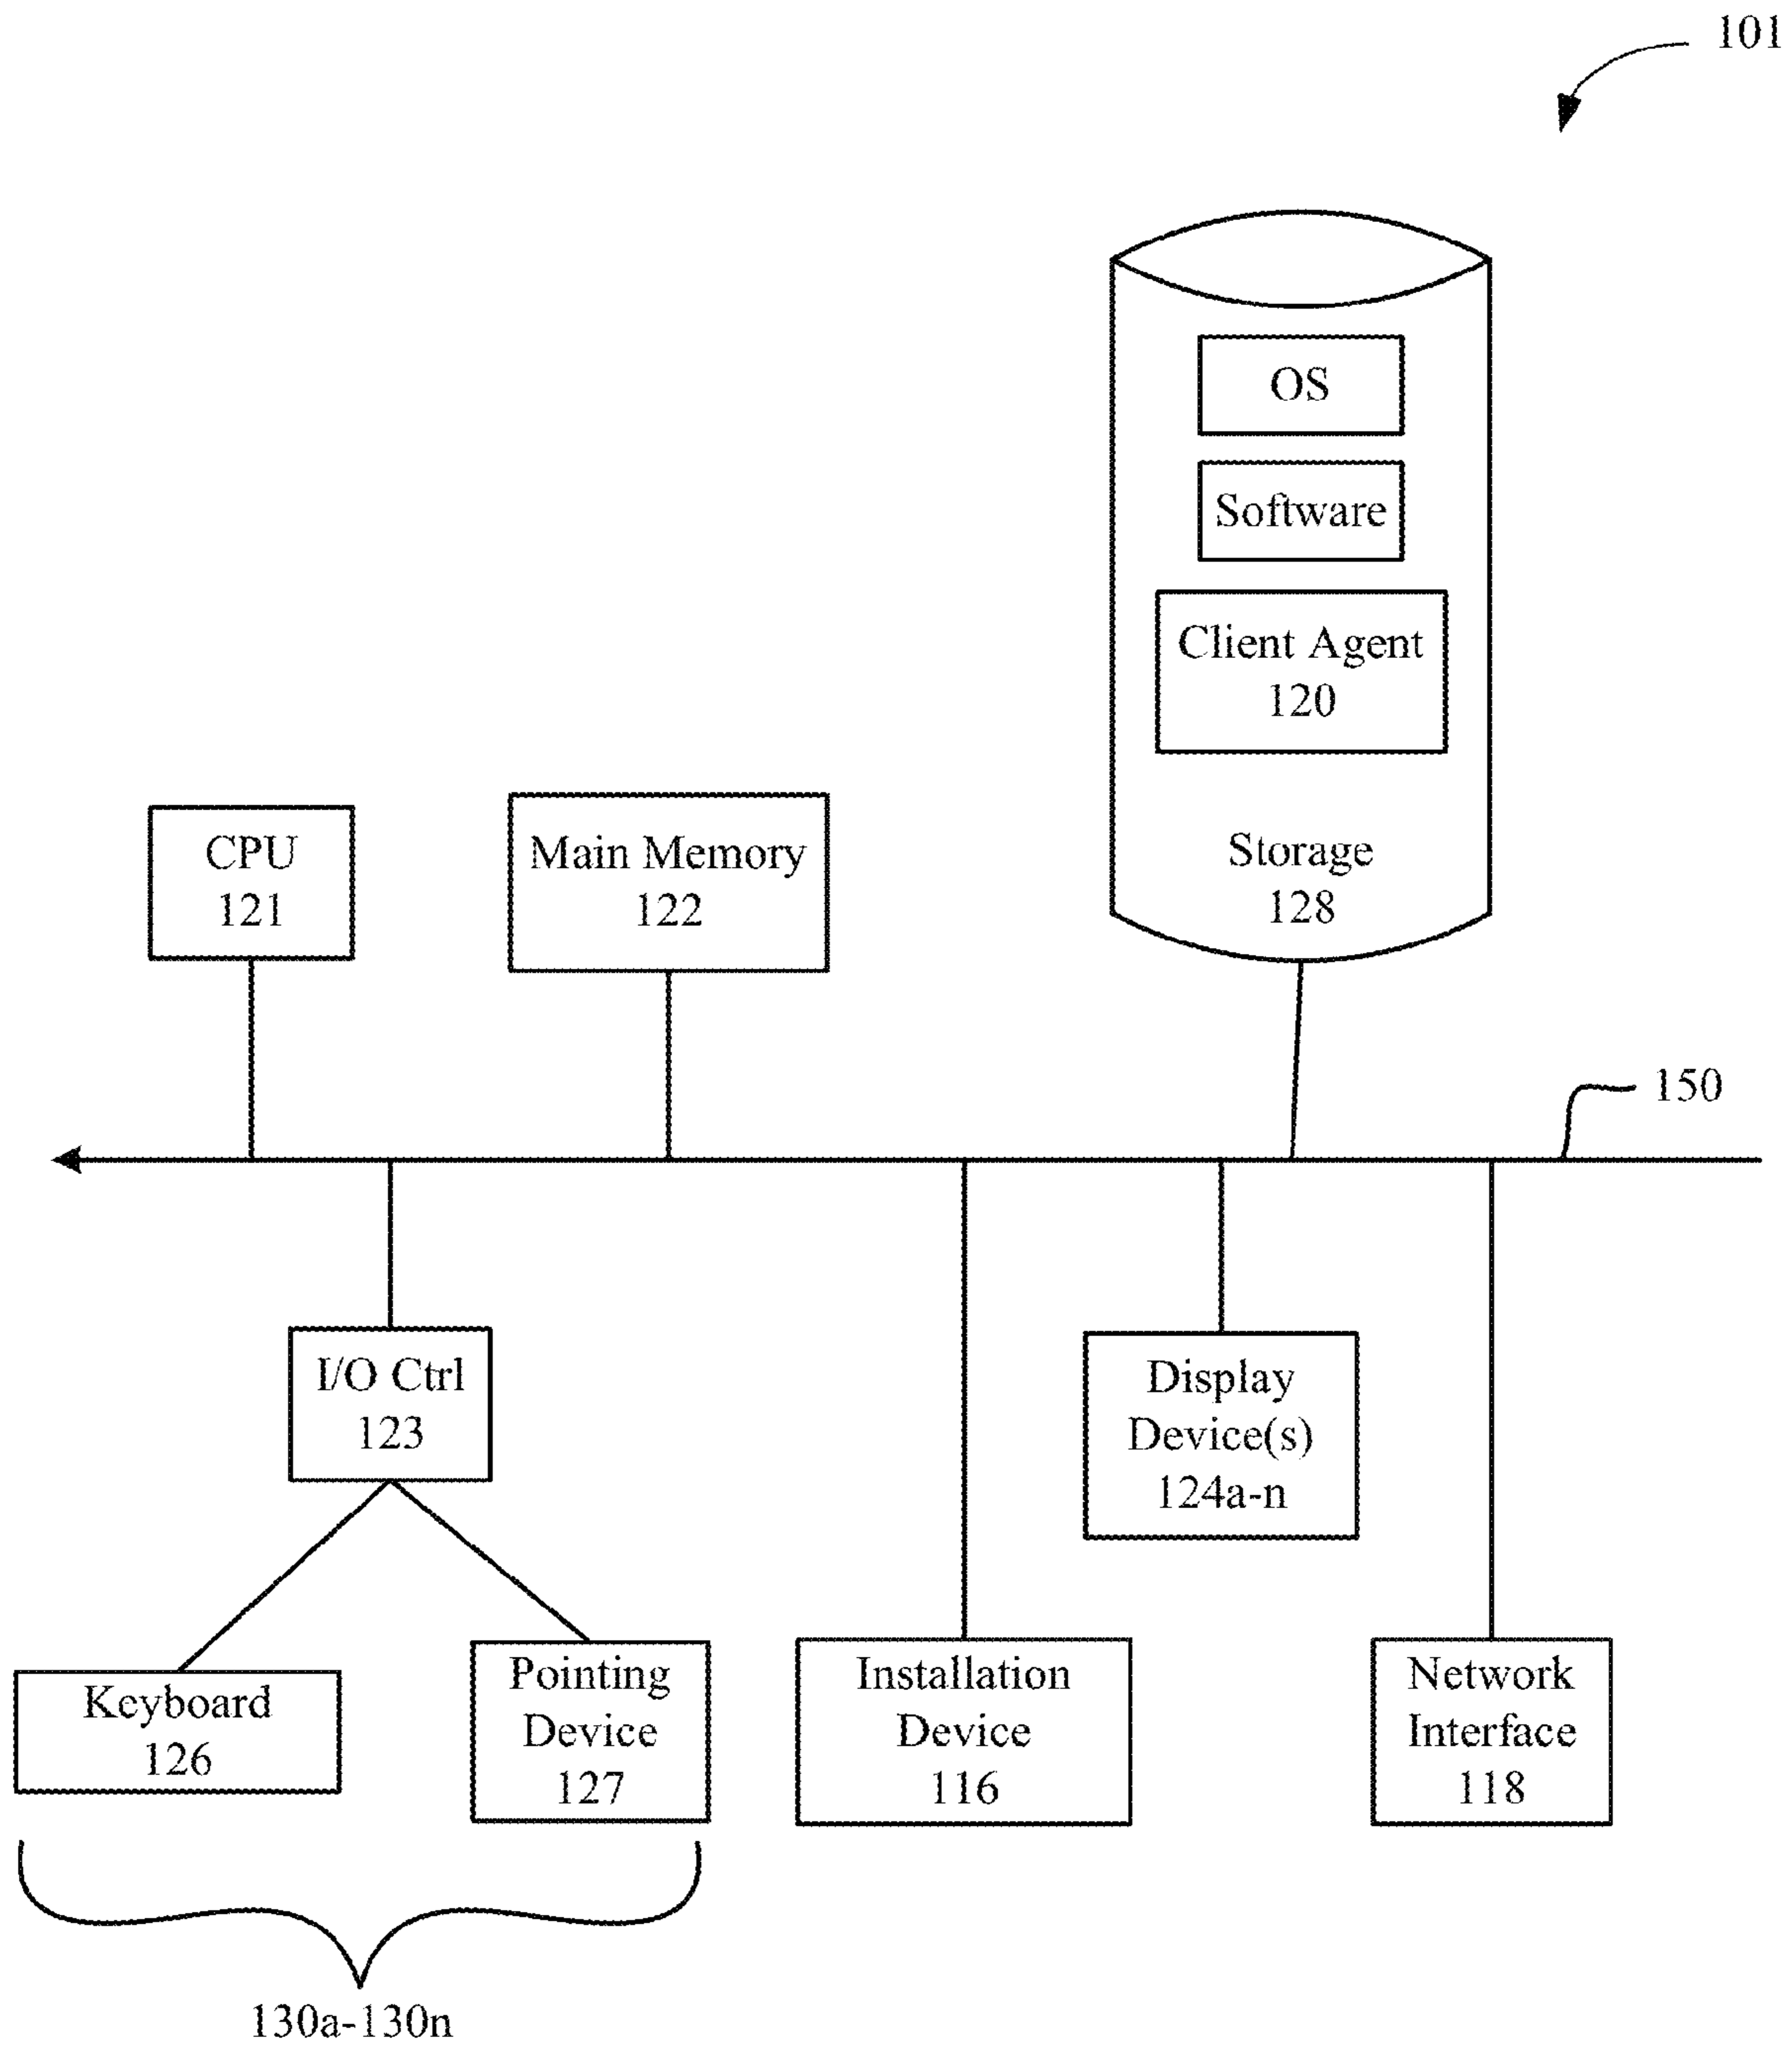 101
OS
Software
Client Agent
120
CPU
121
Main Memory
122
Storage
128
150
I/O Ctrl
123
Display
Device(s)
124a-n
Keyboard
126
Pointing
Device
127
Installation
Device
116
Network
Interface
118
130a-130n